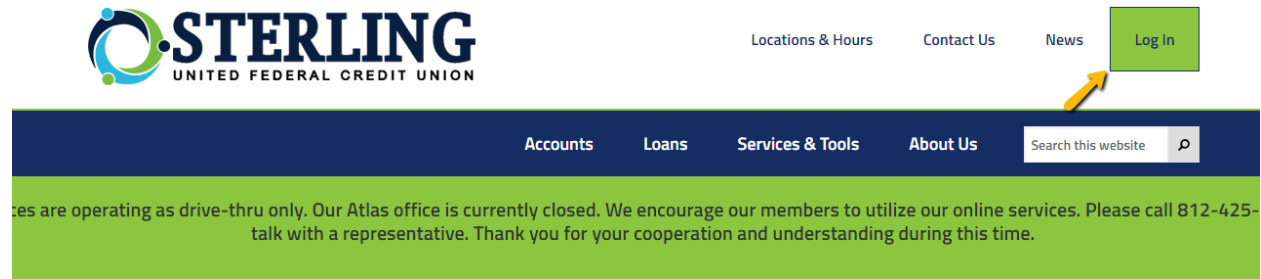 STERLING
UNITED FEDERAL CREDIT UNION
Locations & Hours Contact Us News Log In
Accounts Loans Services & Tools About Us Search this website
are operating as drive-thru only. Our Atlas office is currently closed. We encourage our members to utilize our online services. Please call 812-425-
talk with a representative. Thank you for your cooperation and understanding during this time.